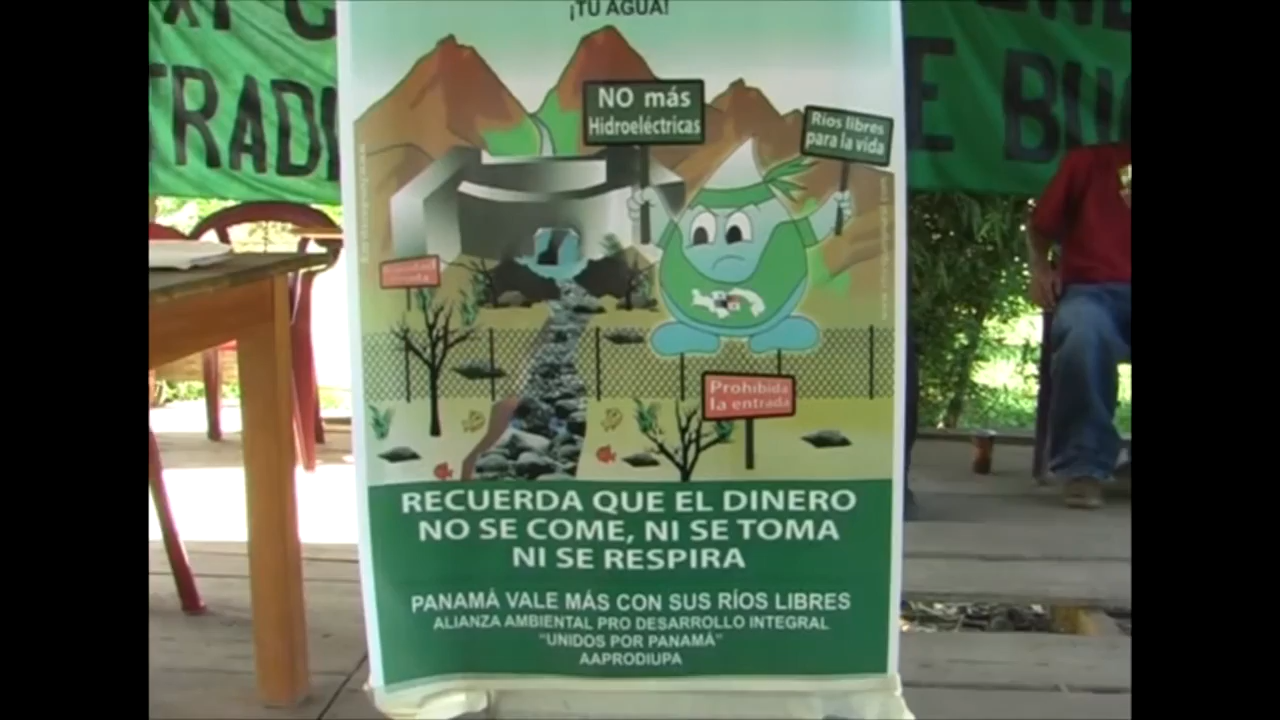 ¡TU AGUA!
TRADI
E BU
NO más
Hidroeléctricas
Ríos libres
para la vida
Prohibida
la entrada
RECUERDA QUE EL DINERO
NO SE COME, NI SE TOMA
NI SE RESPIRA
PANAMÁ VALE MÁS CON SUS RÍOS LIBRES
ALIANZA AMBIENTAL PRO DESARROLLO INTEGRAL
"UNIDOS POR PANAMÁ"
AAPRODIUPA